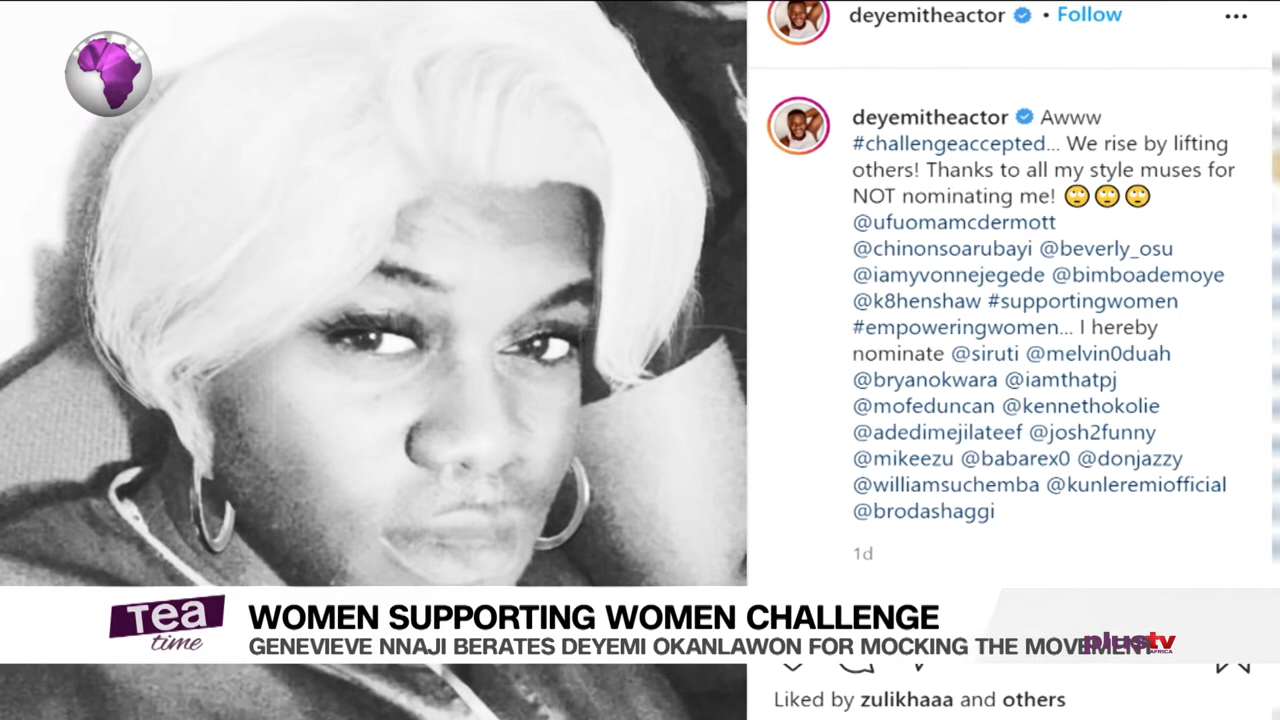 deyemitheactor • Follow
deyemitheactor Awww
#challengeaccepted... We rise by lifting
others! Thanks to all my style muses for
NOT nominating me! 🙄🙄🙄
@ufuomamcdermott
@chinonsoarubayi @beverly_osu
@iamyvonnejegede @bimboademoye
@k8henshaw #supportingwomen
#empoweringwomen... I hereby
nominate @siruti @melvin0duah
@bryanokwara @iamthatpj
@mofeduncan @kennethokolie
@adedimejilateef @josh2funny
@mikeezu @babarex0 @donjazzy
@williamsuchemba @kunleremiofficial
@brodashaggi
1d
Tea
time
WOMEN SUPPORTING WOMEN CHALLENGE
GENEVIEVE NNAJI BERATES DEYEMI OKANLAWON FOR MOCKING THE MOVEMENT
plustv
AFRICA
Liked by zulikhaaa and others